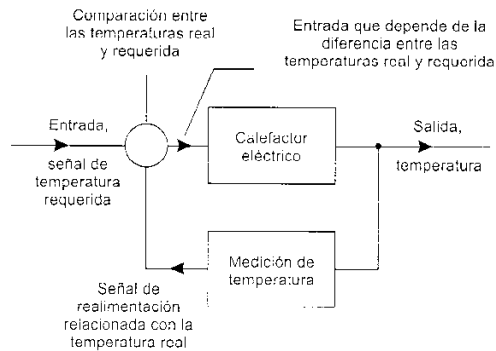 Comparación entre
las temperaturas real
y requerida
Entrada que depende de la
diferencia entre las
temperaturas real y requerida
Entrada,
señal de
temperatura
requerida
Calefactor
eléctrico
Salida,
temperatura
Medición de
temperatura
Señal de
realimentación
relacionada con la
temperatura real